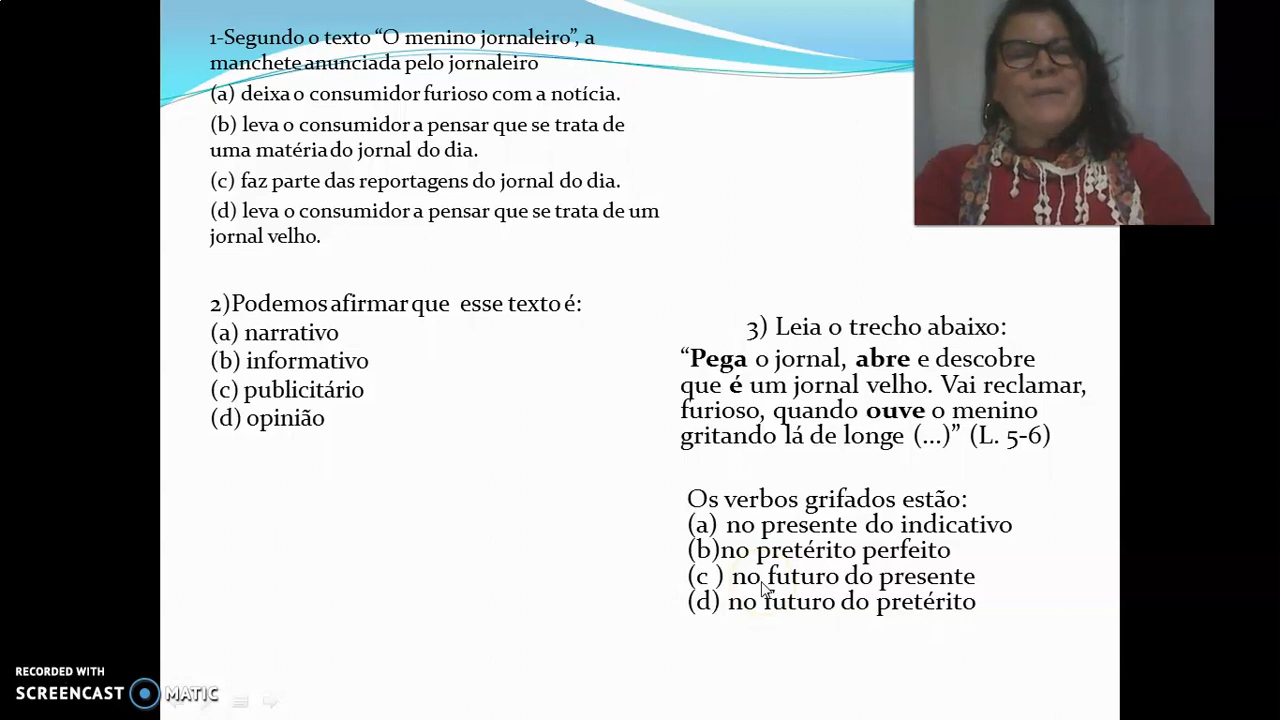 1-Segundo o texto “O menino jornaleiro”, a
manchete anunciada pelo jornaleiro
(a) deixa o consumidor furioso com a notícia.
(b) leva o consumidor a pensar que se trata de
uma matéria do jornal do dia.
(c) faz parte das reportagens do jornal do dia.
(d) leva o consumidor a pensar que se trata de um
jornal velho.
2)Podemos afirmar que esse texto é:
(a) narrativo
(b) informativo
(c) publicitário
(d) opinião
3) Leia o trecho abaixo:
“Pega o jornal, abre e descobre
que é um jornal velho. Vai reclamar,
furioso, quando ouve o menino
gritando lá de longe (...)” (L. 5-6)
Os verbos grifados estão:
(a) no presente do indicativo
(b)no pretérito perfeito
(c ) no futuro do presente
(d) no futuro do pretérito
RECORDED WITH
SCREENCAST MATIC